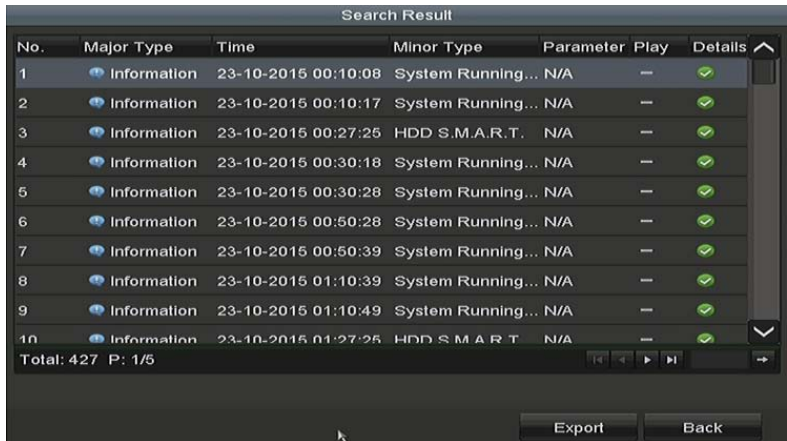 Search Result
No. Major Type Time Minor Type Parameter Play Details
1 Information 23-10-2015 00:10:08 System Running... N/A —
2 Information 23-10-2015 00:10:17 System Running... N/A —
3 Information 23-10-2015 00:27:25 HDD S.M.A.R.T. N/A —
4 Information 23-10-2015 00:30:18 System Running... N/A —
5 Information 23-10-2015 00:30:28 System Running... N/A —
6 Information 23-10-2015 00:50:28 System Running... N/A —
7 Information 23-10-2015 00:50:39 System Running... N/A —
8 Information 23-10-2015 01:10:39 System Running... N/A —
9 Information 23-10-2015 01:10:49 System Running... N/A —
10 Information 23-10-2015 01:27:25 HDD S.M.A.R.T. N/A —
Total: 427 P: 1/5
Export Back